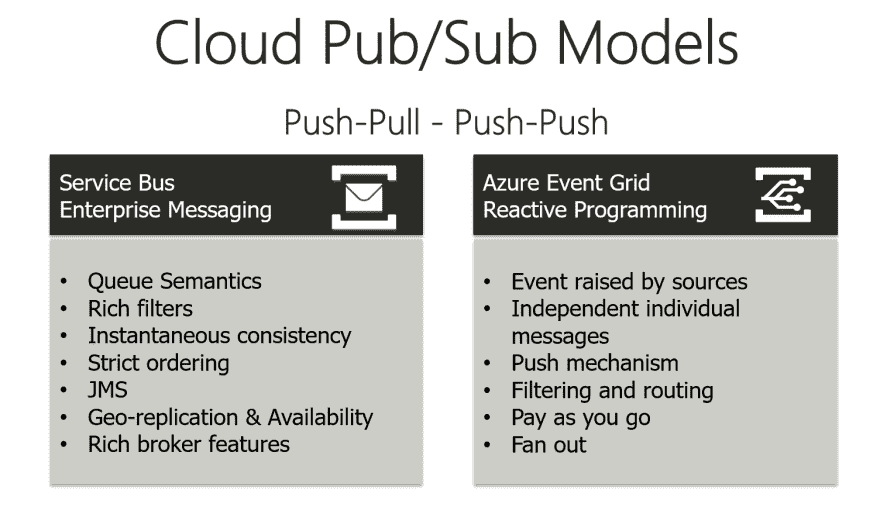 Cloud Pub/Sub Models
Push-Pull - Push-Push
Service Bus
Enterprise Messaging
• Queue Semantics
• Rich filters
• Instantaneous consistency
• Strict ordering
• JMS
• Geo-replication & Availability
• Rich broker features
Azure Event Grid
Reactive Programming
• Event raised by sources
• Independent individual
messages
• Push mechanism
• Filtering and routing
• Pay as you go
• Fan out